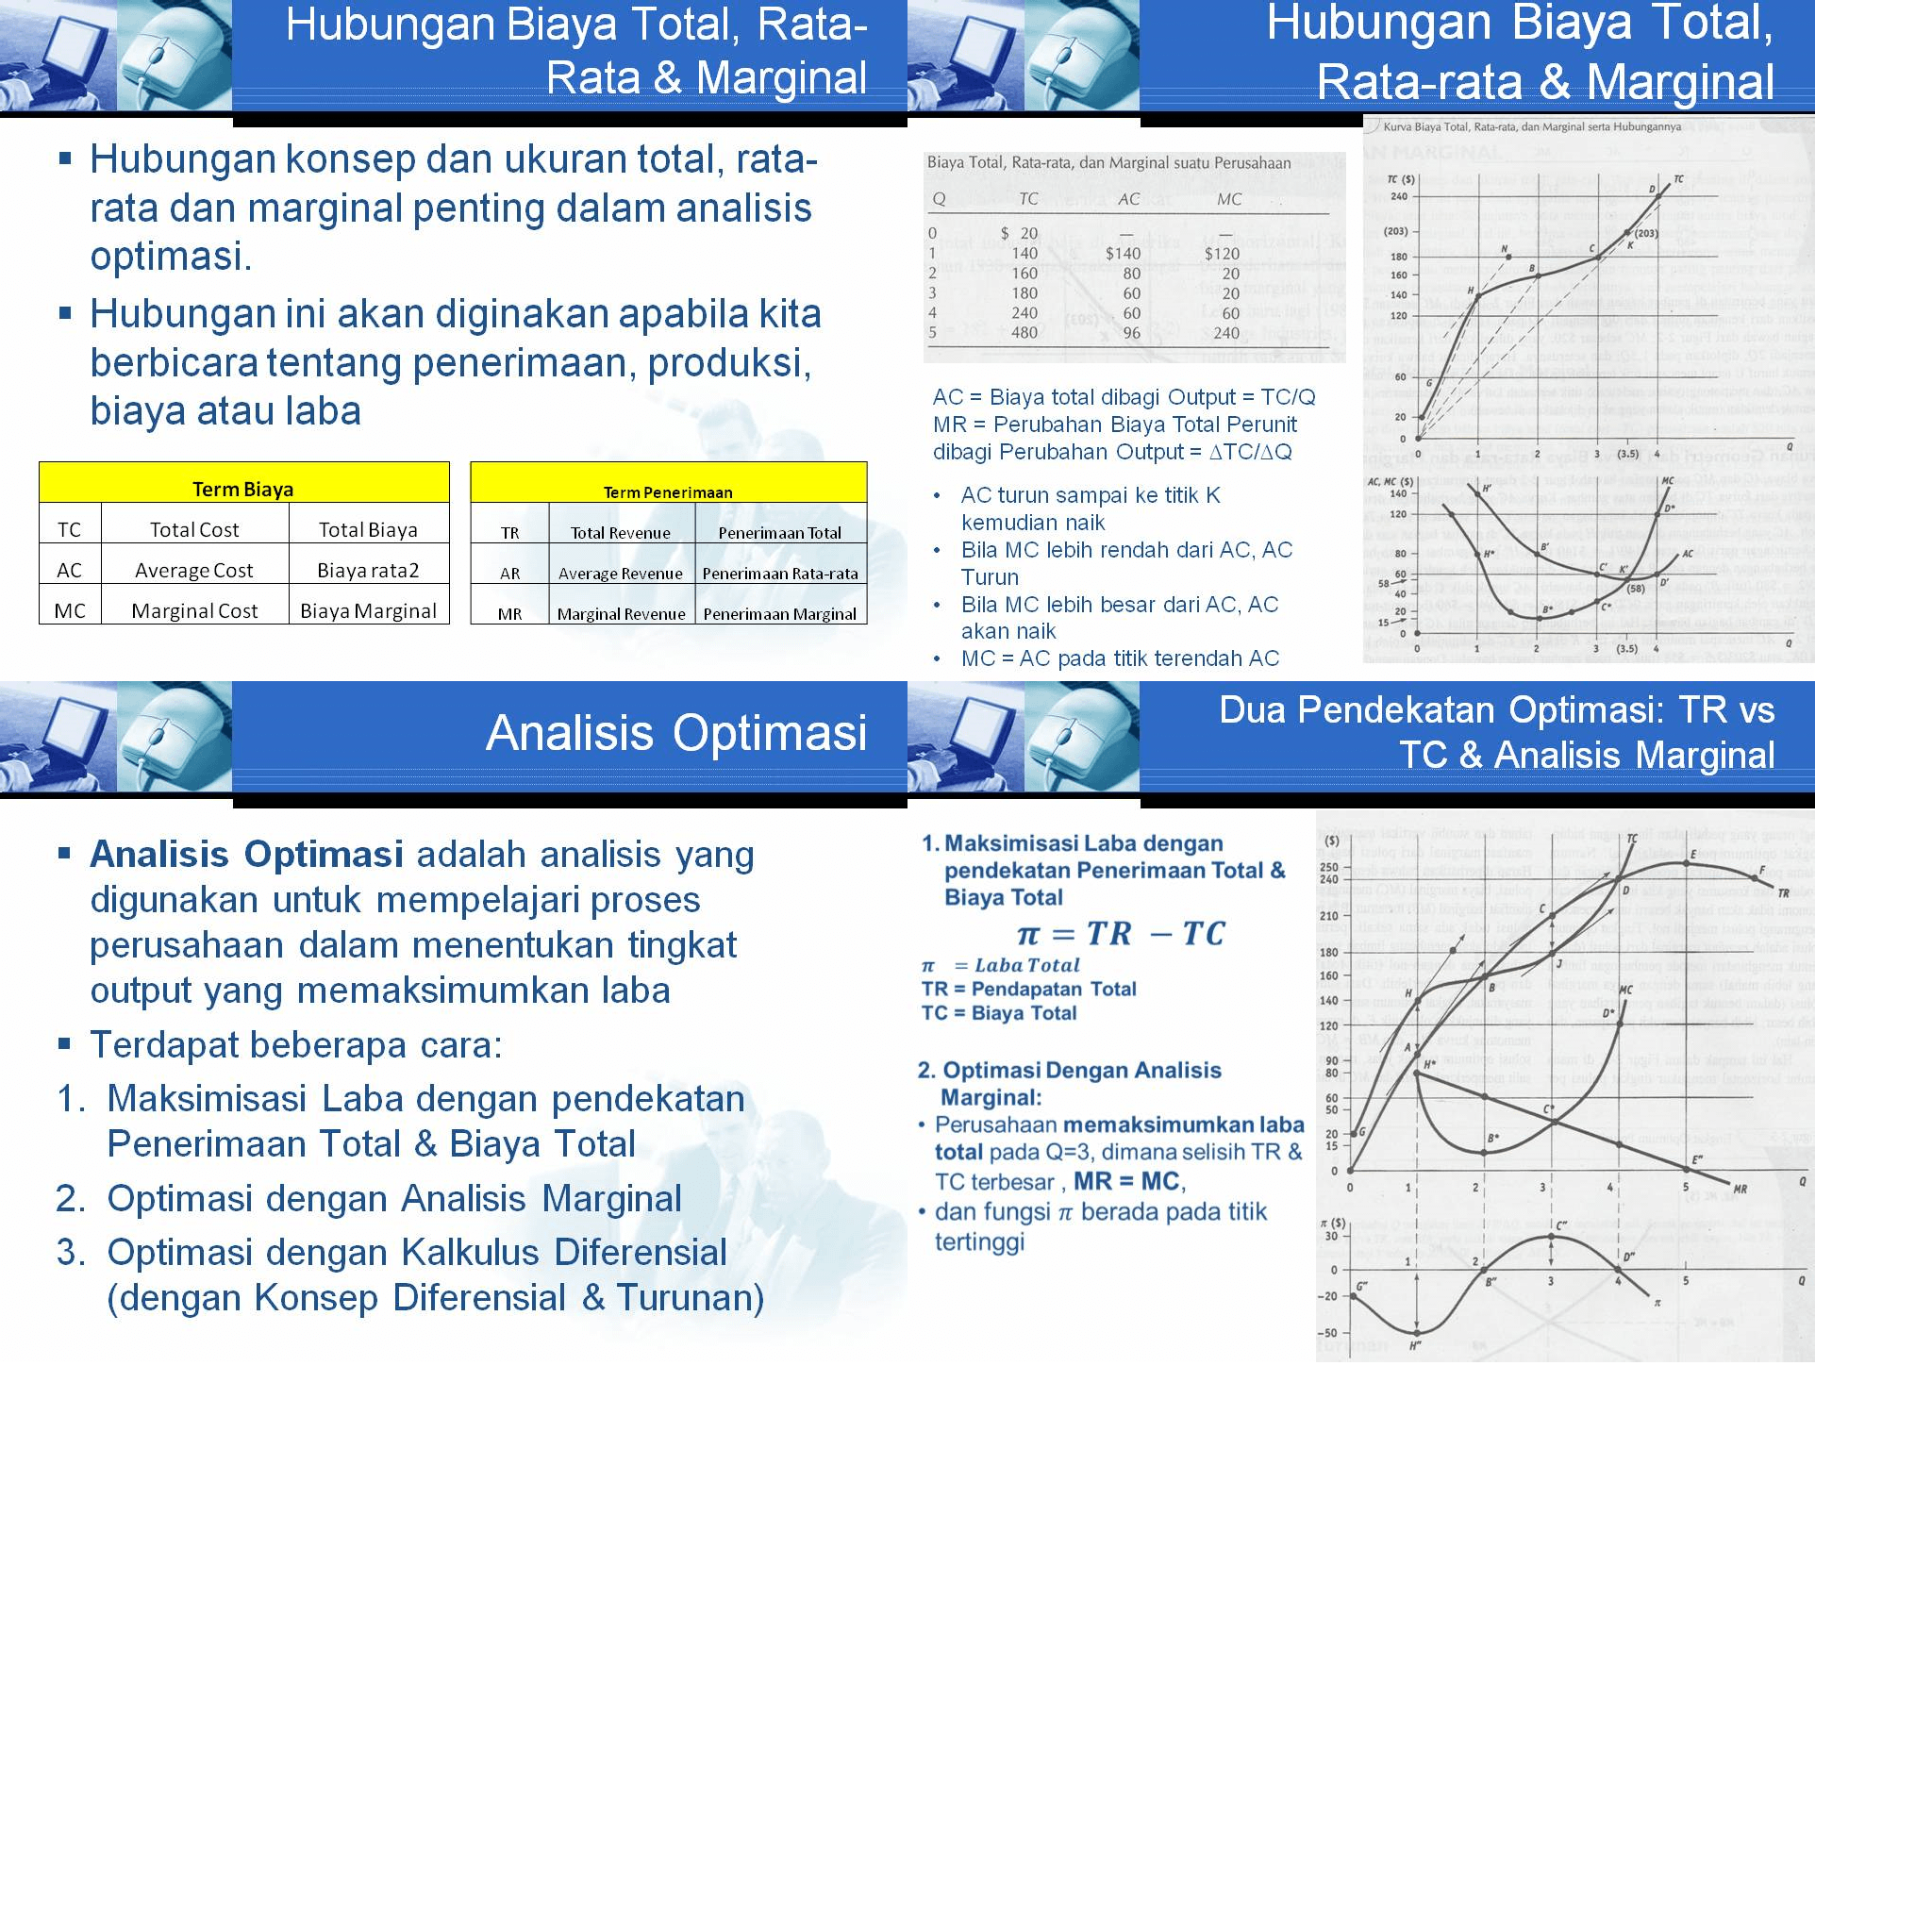 Hubungan Biaya Total, Rata-
Rata & Marginal
▪ Hubungan konsep dan ukuran total, rata-
rata dan marginal penting dalam analisis
optimasi.
▪ Hubungan ini akan diginakan apabila kita
berbicara tentang penerimaan, produksi,
biaya atau laba
Term Biaya
TC Total Cost Total Biaya
AC Average Cost Biaya rata2
MC Marginal Cost Biaya Marginal
Term Penerimaan
TR Total Revenue Penerimaan Total
AR Average Revenue Penerimaan Rata-rata
MR Marginal Revenue Penerimaan Marginal
Hubungan Biaya Total,
Rata-rata & Marginal
Biaya Total, Rata-rata, dan Marginal suatu Perusahaan
Q TC AC MC
0 $ 20 — —
1 140 $140 $120
2 160 80 20
3 180 60 20
4 240 60 60
5 480 96 240
AC = Biaya total dibagi Output = TC/Q
MR = Perubahan Biaya Total Perunit
dibagi Perubahan Output = ∆TC/∆Q
• AC turun sampai ke titik K
kemudian naik
• Bila MC lebih rendah dari AC, AC
Turun
• Bila MC lebih besar dari AC, AC
akan naik
• MC = AC pada titik terendah AC
Kurva Biaya Total, Rata-rata, dan Marginal serta Hubungannya
TC ($)
D TC
240
(203) (203)
N C K
180
B
160
H
140
120
60
G
20
0
0 1 2 3 (3.5) 4 Q
AC, MC ($) MC
140 H'
120 D*
80 H* B' AC
60 C' K' D'
58 (58)
40
20 B* C*
15
0
0 1 2 3 (3.5) 4 Q
Analisis Optimasi
▪ Analisis Optimasi adalah analisis yang
digunakan untuk mempelajari proses
perusahaan dalam menentukan tingkat
output yang memaksimumkan laba
▪ Terdapat beberapa cara:
1. Maksimisasi Laba dengan pendekatan
Penerimaan Total & Biaya Total
2. Optimasi dengan Analisis Marginal
3. Optimasi dengan Kalkulus Diferensial
(dengan Konsep Diferensial & Turunan)
Dua Pendekatan Optimasi: TR vs
TC & Analisis Marginal
1. Maksimisasi Laba dengan
pendekatan Penerimaan Total &
Biaya Total
π = TR − TC
π = Laba Total
TR = Pendapatan Total
TC = Biaya Total
2. Optimasi Dengan Analisis
Marginal:
• Perusahaan memaksimumkan laba
total pada Q=3, dimana selisih TR &
TC terbesar , MR = MC,
• dan fungsi π berada pada titik
tertinggi
($) TC
E
250 F
240 D TR
210 C
180 J
160 B
140 H MC
120 D*
90 A
80 H*
60
50 C*
20 G
15 B* E"
0
0 1 2 3 4 5 MR Q
π ($) C"
30
0 1 2 B" 3 4 D" 5 Q
-20 G" π
-50 H"